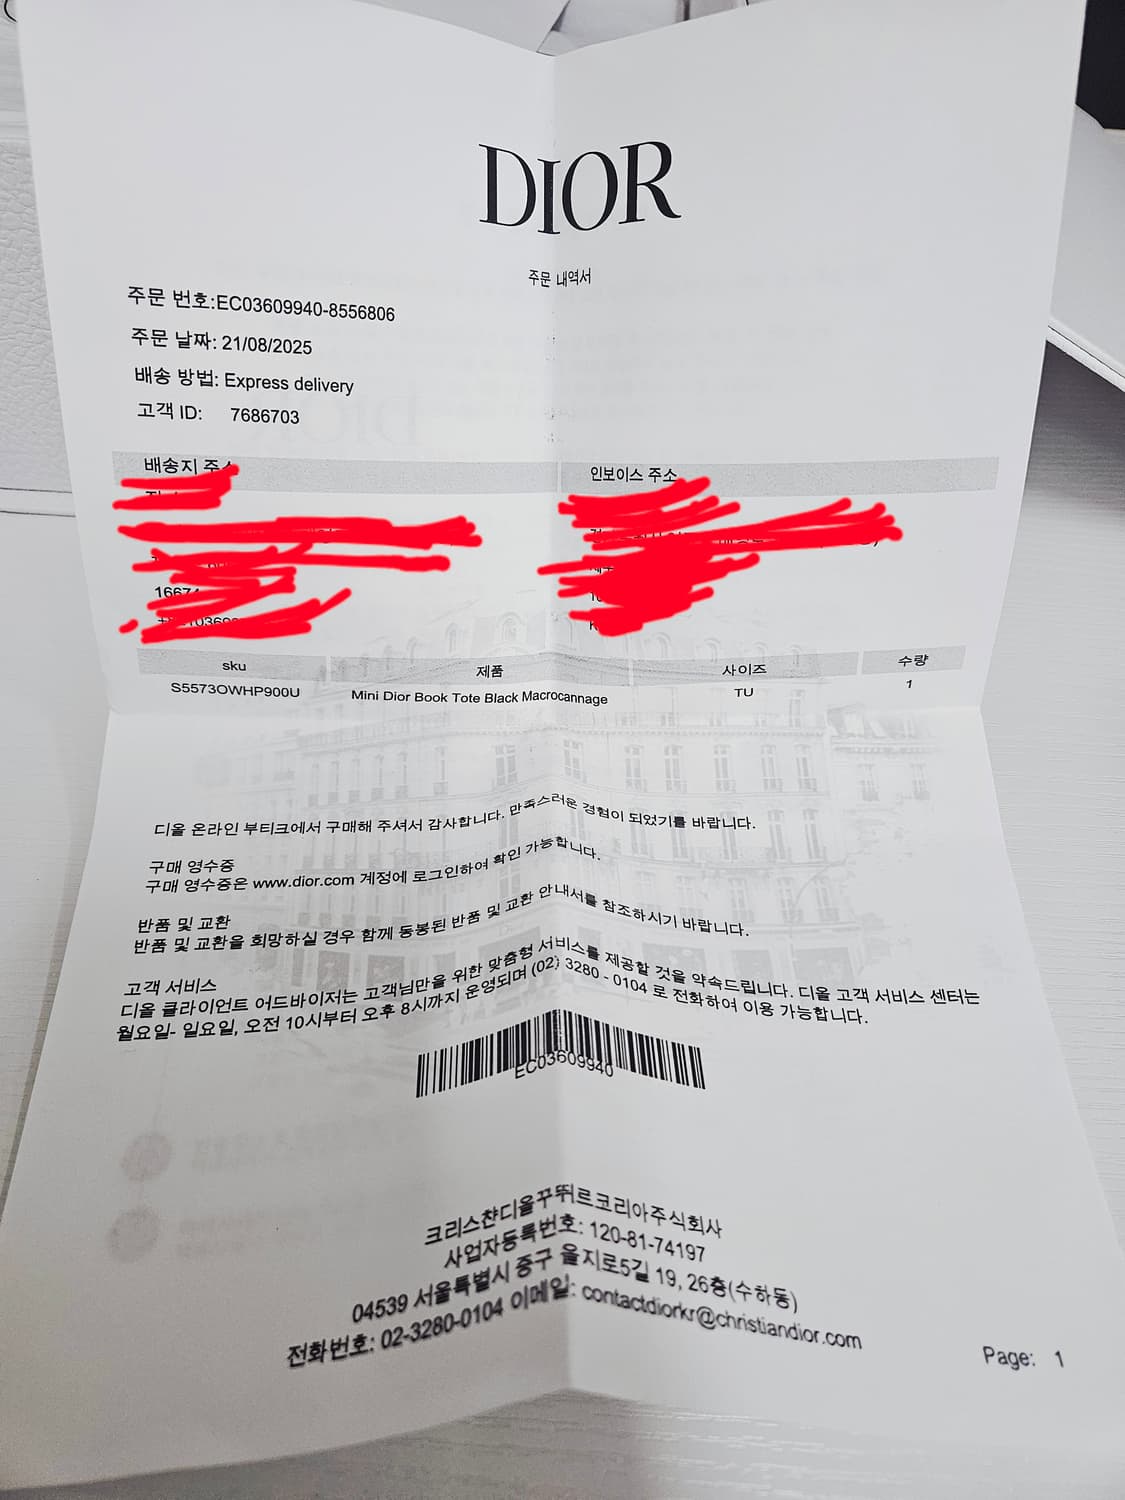 DIOR
주문 내역서
주문 번호:EC03609940-8556806
주문 날짜: 21/08/2025
배송 방법: Express delivery
고객 ID: 7686703
배송지 주소
인보이스 주소
sku 제품 사이즈 수량
S5573OWHP900U Mini Dior Book Tote Black Macrocannage TU 1
디올 온라인 부티크에서 구매해 주셔서 감사합니다. 만족스러운 경험이 되었기를 바랍니다.
구매 영수증
구매 영수증은 www.dior.com 계정에 로그인하여 확인 가능합니다.
반품 및 교환
반품 및 교환을 희망하실 경우 함께 동봉된 반품 및 교환 안내서를 참조하시기 바랍니다.
고객 서비스
디올 클라이언트 어드바이저는 고객님만을 위한 맞춤형 서비스를 제공할 것을 약속드립니다. 디올 고객 서비스 센터는
월요일- 일요일, 오전 10시부터 오후 8시까지 운영되며 (02) 3280 - 0104 로 전화하여 이용 가능합니다.
EC03609940
크리스챤디올꾸뛰르코리아주식회사
사업자등록번호: 120-81-74197
04539 서울특별시 중구 을지로5길 19, 26층(수하동)
전화번호: 02-3280-0104 이메일: contactdiorkr@christiandior.com
Page: 1